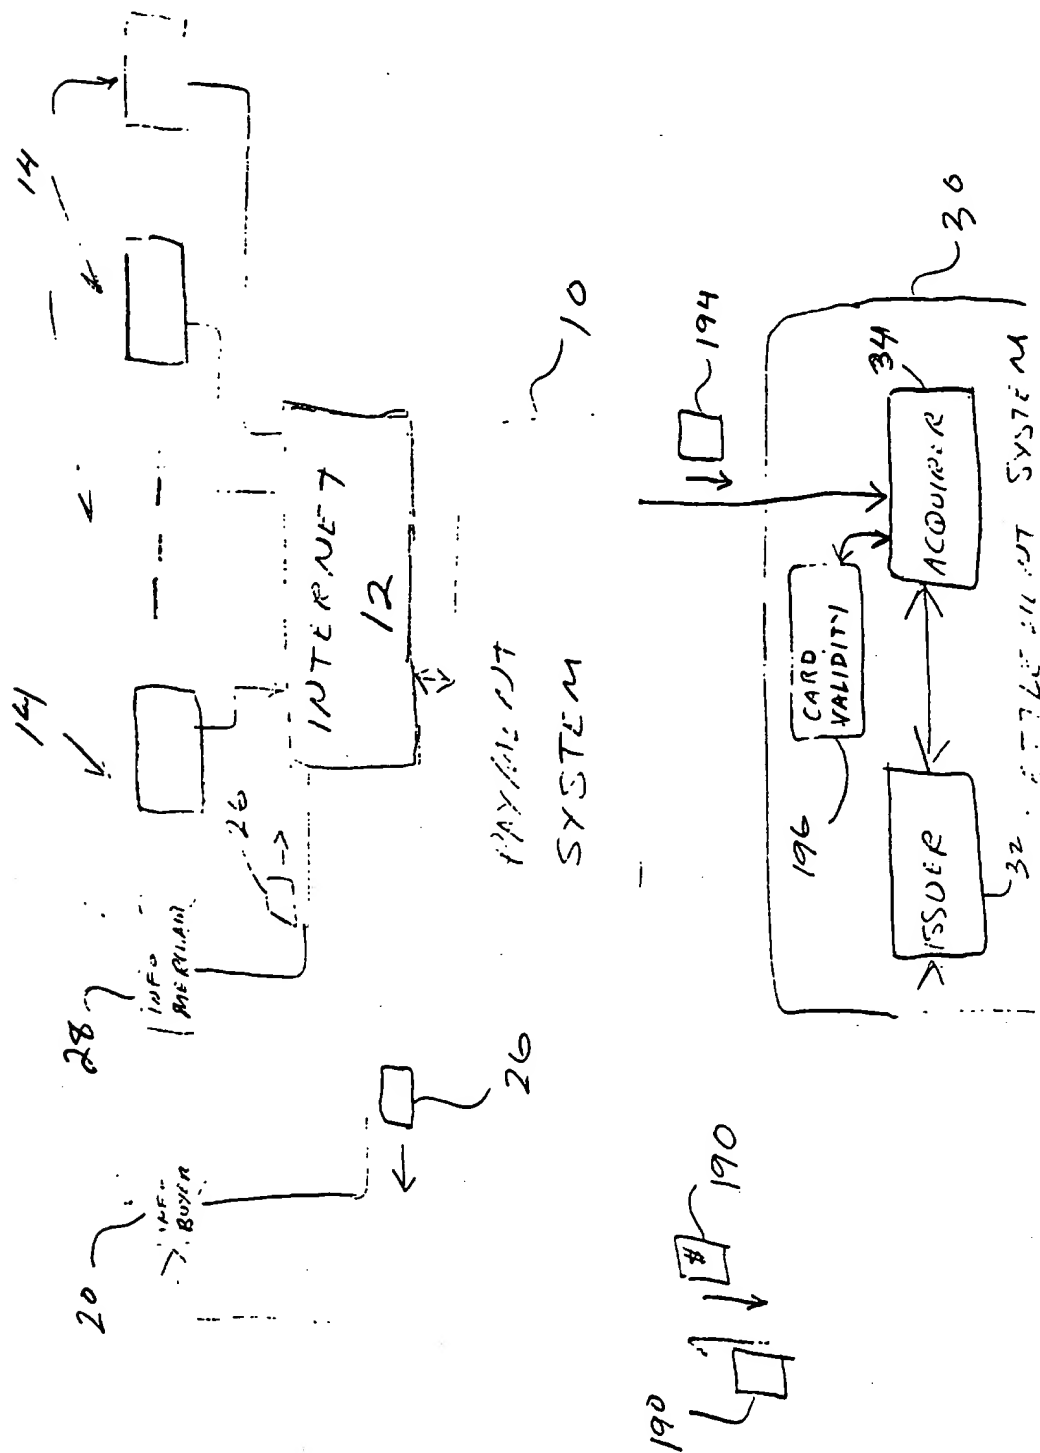 14
14
20
28
INFO
BUYER
INFO
26
INTERNET
12
26
PAYMENT
SYSTEM
10
190
190
#
194
CARD
VALIDITY
196
ISSUER
32
ACQUIRER
34
30
SYSTEM